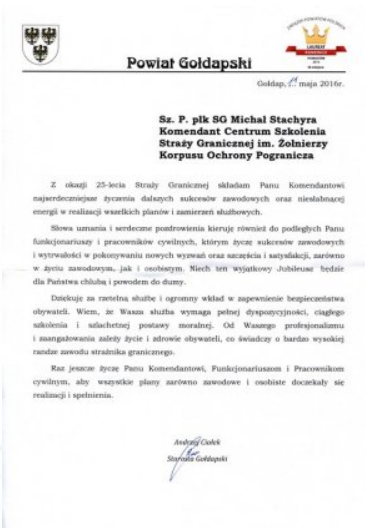 LAUREAT
Powiat Gołdapski
Gołdap, maja 2016r.
Sz. P. płk SG Michał Stachyra
Komendant Centrum Szkolenia
Straży Granicznej im. Żołnierzy
Korpusu Ochrony Pogranicza
Z okazji 25-lecia Straży Granicznej składam Panu Komendantowi
najserdeczniejsze życzenia dalszych sukcesów zawodowych oraz niesłabnącej
energii w realizacji wszelkich planów i zamierzeń służbowych.
Słowa uznania i serdeczne pozdrowienia kieruję również do podległych Panu
funkcjonariuszy i pracowników cywilnych, którym życzę sukcesów zawodowych
i wytrwałości w pokonywaniu nowych wyzwań oraz szczęścia i satysfakcji, zarówno
w życiu zawodowym, jak i osobistym. Niech ten wyjątkowy Jubileusz będzie
dla Państwa chlubą i powodem do dumy.
Dziękuję za rzetelną służbę i ogromny wkład w zapewnienie bezpieczeństwa
obywateli. Wiem, że Wasza służba wymaga pełnej dyspozycyjności, ciągłego
szkolenia i szlachetnej postawy moralnej. Od Waszego profesjonalizmu
i zaangażowania zależy życie i zdrowie obywateli, co świadczy o bardzo wysokiej
randze zawodu strażnika granicznego.
Raz jeszcze życzę Panu Komendantowi, Funkcjonariuszom i Pracownikom
cywilnym, aby wszystkie plany zarówno zawodowe i osobiste doczekały się
realizacji i spełnienia.
Andrzej Ciołek
Starosta Gołdapski